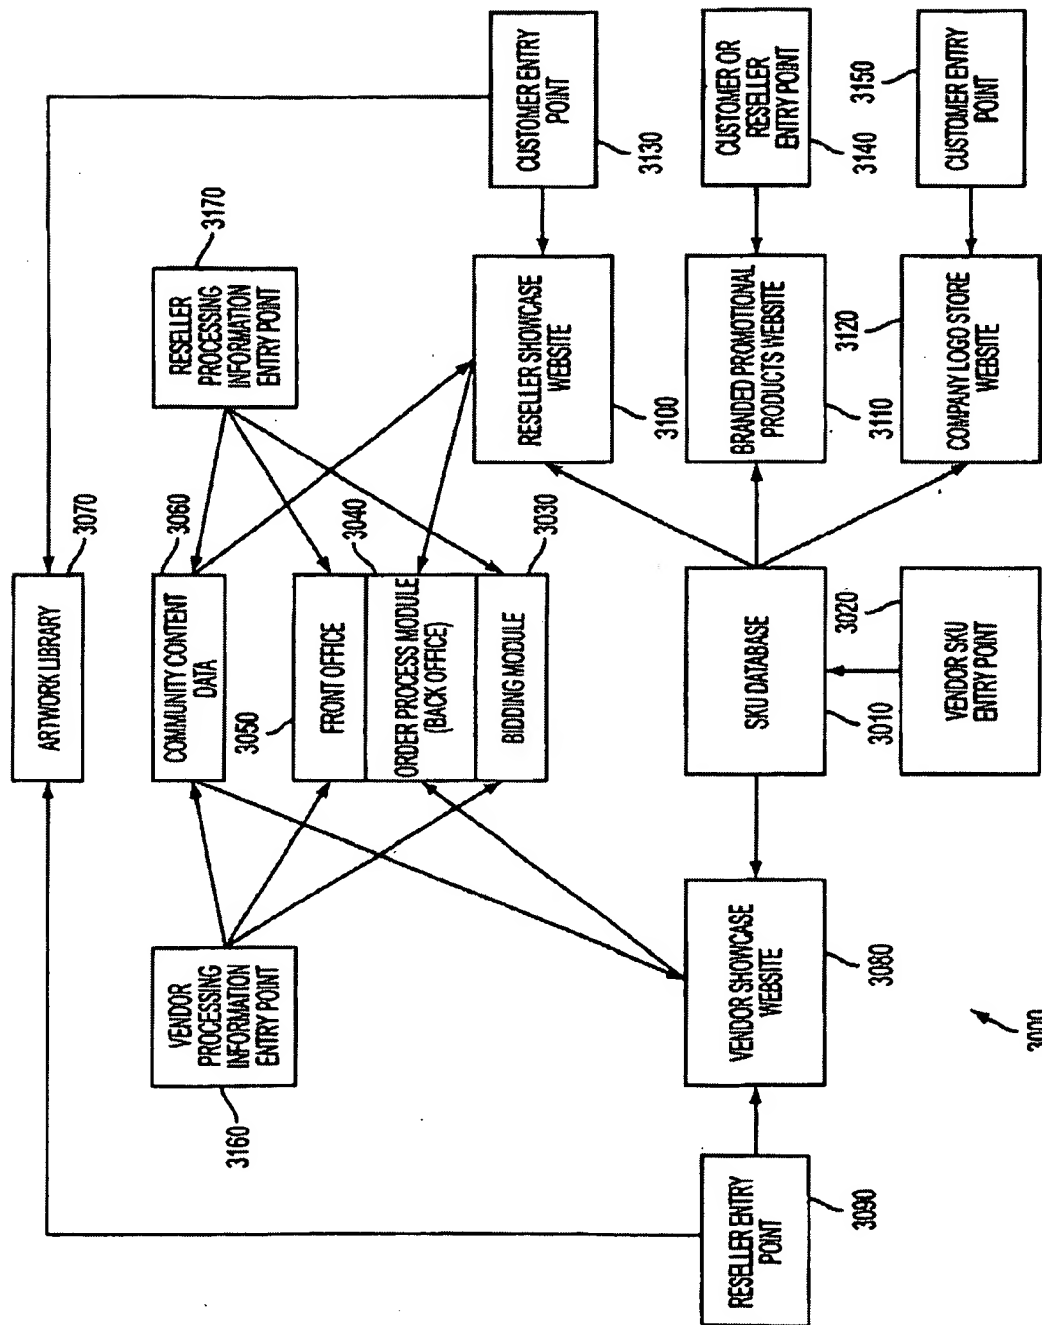 ARTWORK LIBRARY
3070
VENDOR
PROCESSING
INFORMATION
ENTRY POINT
3160
COMMUNITY CONTENT
DATA
3060
RESELLER
PROCESSING
INFORMATION
ENTRY POINT
3170
3050
FRONT OFFICE
ORDER PROCESS MODULE
(BACK OFFICE)
3040
BIDDING MODULE
3030
RESELLER SHOWCASE
WEBSITE
3100
CUSTOMER ENTRY
POINT
3130
RESELLER ENTRY
POINT
3090
VENDOR SHOWCASE
WEBSITE
3080
SKU DATABASE
3010
BRANDED PROMOTIONAL
PRODUCTS WEBSITE
3110
CUSTOMER OR
RESELLER
ENTRY POINT
3140
VENDOR SKU
ENTRY POINT
3020
COMPANY LOGO STORE
WEBSITE
3120
CUSTOMER ENTRY
POINT
3150
3000